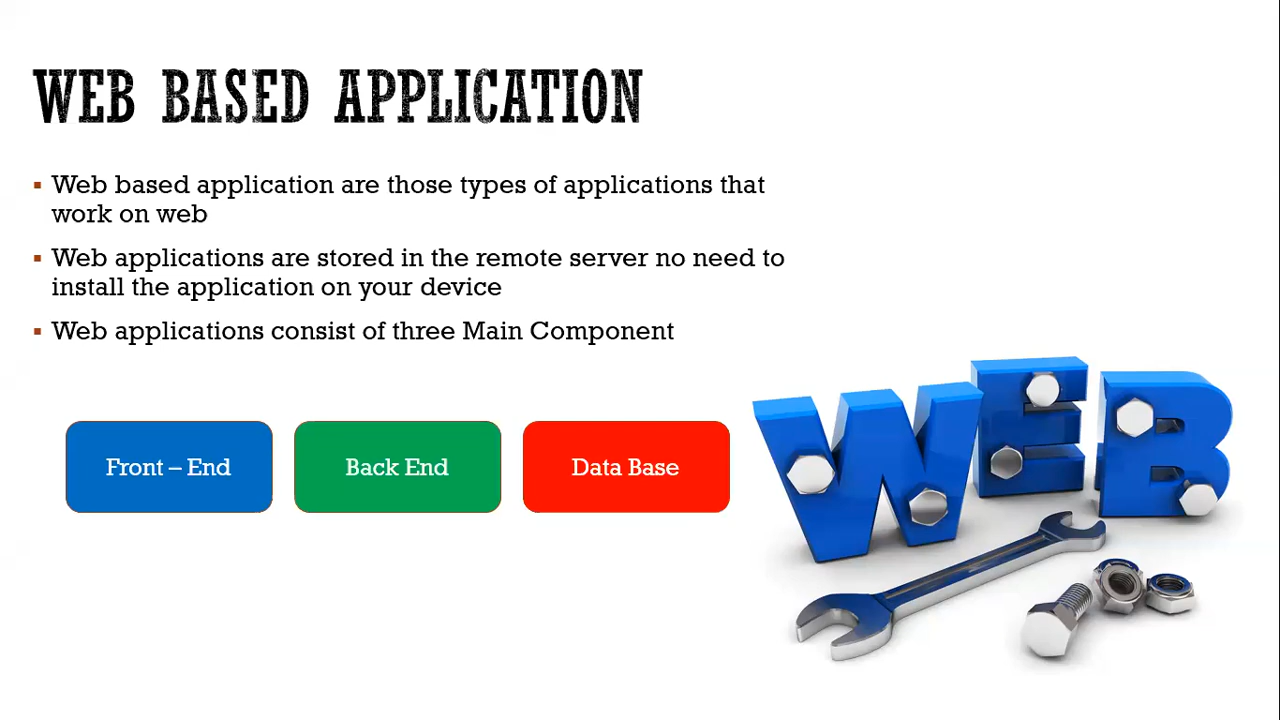 WEB BASED APPLICATION
▪ Web based application are those types of applications that
work on web
▪ Web applications are stored in the remote server no need to
install the application on your device
▪ Web applications consist of three Main Component
Front – End
Back End
Data Base
WEB